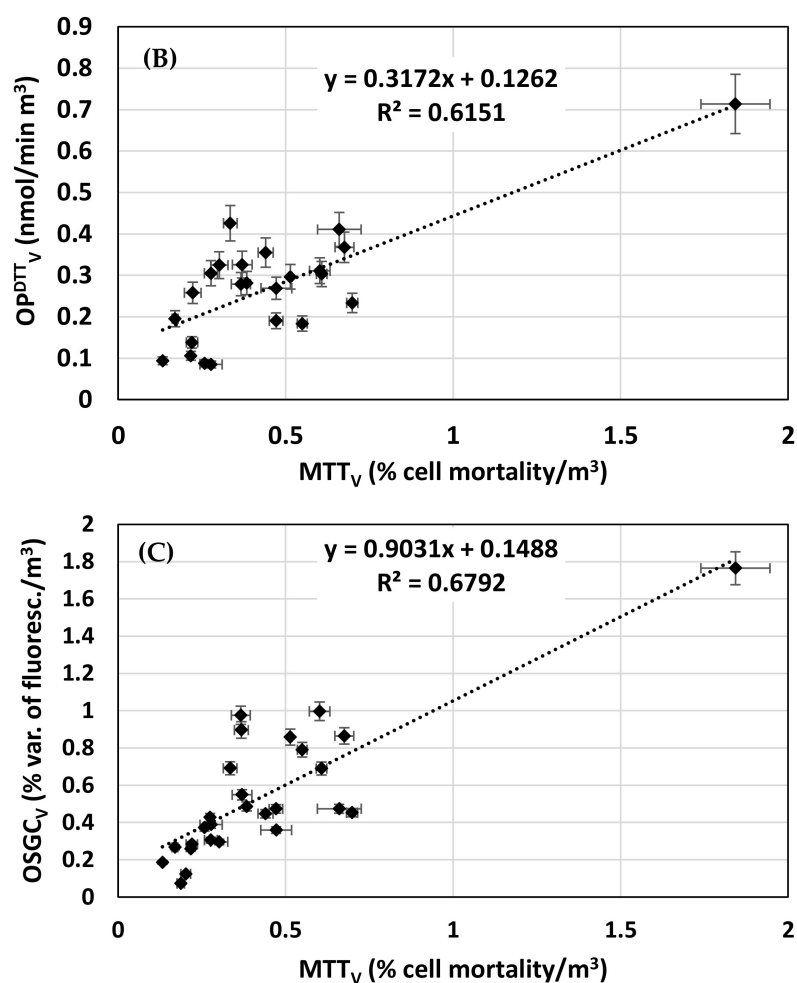 (B)
y = 0.3172x + 0.1262
R² = 0.6151
OPᴰᵀᵀᵥ (nmol/min m³)
0.9
0.8
0.7
0.6
0.5
0.4
0.3
0.2
0.1
0
0 0.5 1 1.5 2
MTTᵥ (% cell mortality/m³)
(C)
y = 0.9031x + 0.1488
R² = 0.6792
OSGCᵥ (% var. of fluoresc./m³)
2
1.8
1.6
1.4
1.2
1
0.8
0.6
0.4
0.2
0
0 0.5 1 1.5 2
MTTᵥ (% cell mortality/m³)